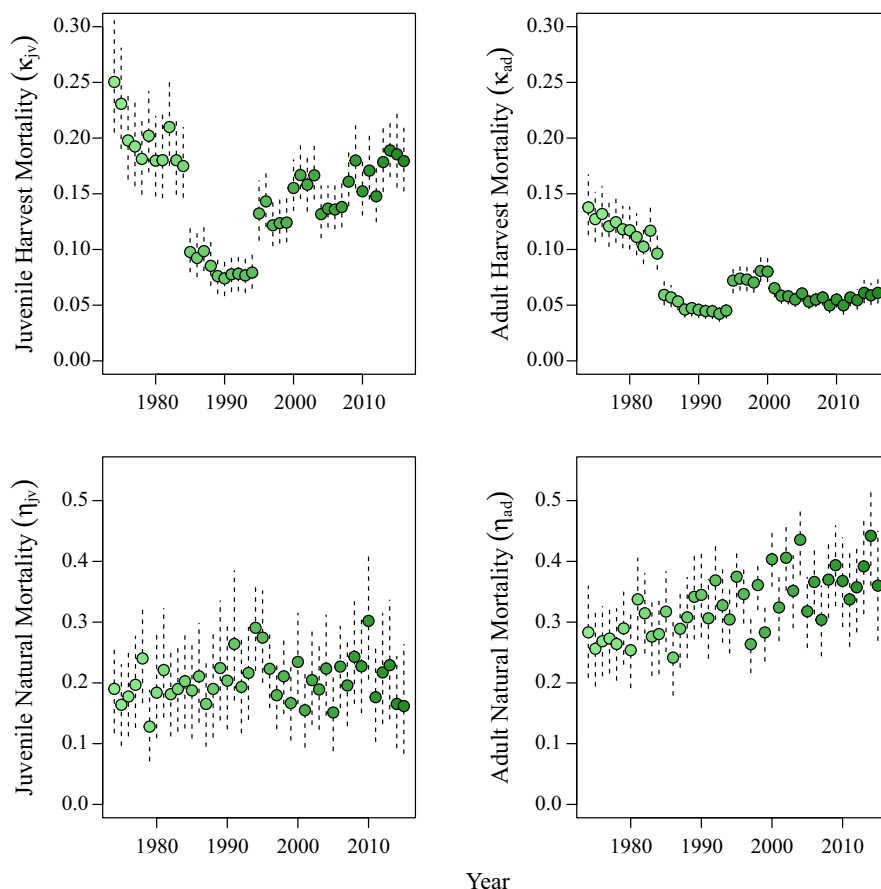 Juvenile Harvest Mortality (κjv)
0.30
0.25
0.20
0.15
0.10
0.05
0.00
1980 1990 2000 2010
Adult Harvest Mortality (κad)
0.30
0.25
0.20
0.15
0.10
0.05
0.00
1980 1990 2000 2010
Juvenile Natural Mortality (ηjv)
0.5
0.4
0.3
0.2
0.1
0.0
1980 1990 2000 2010
Adult Natural Mortality (ηad)
0.5
0.4
0.3
0.2
0.1
0.0
1980 1990 2000 2010
Year